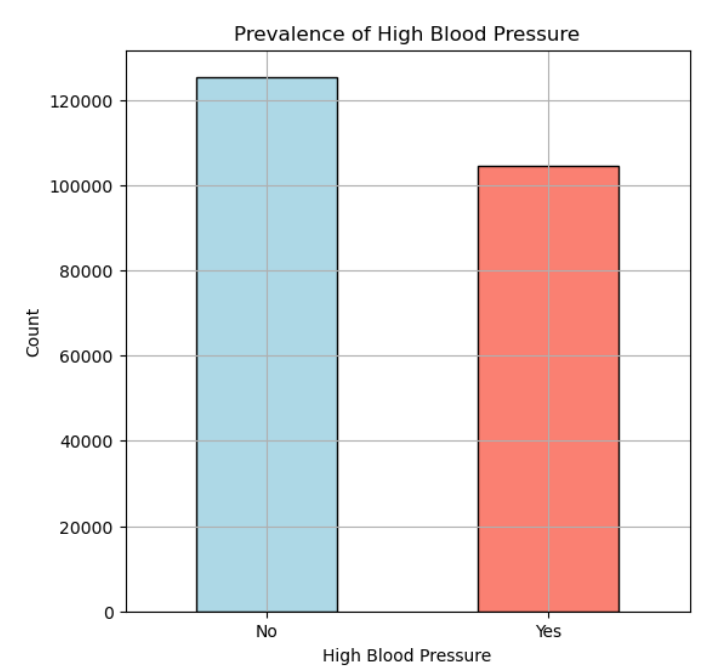 Prevalence of High Blood Pressure
120000
100000
80000
60000
40000
20000
0
Count
No Yes
High Blood Pressure